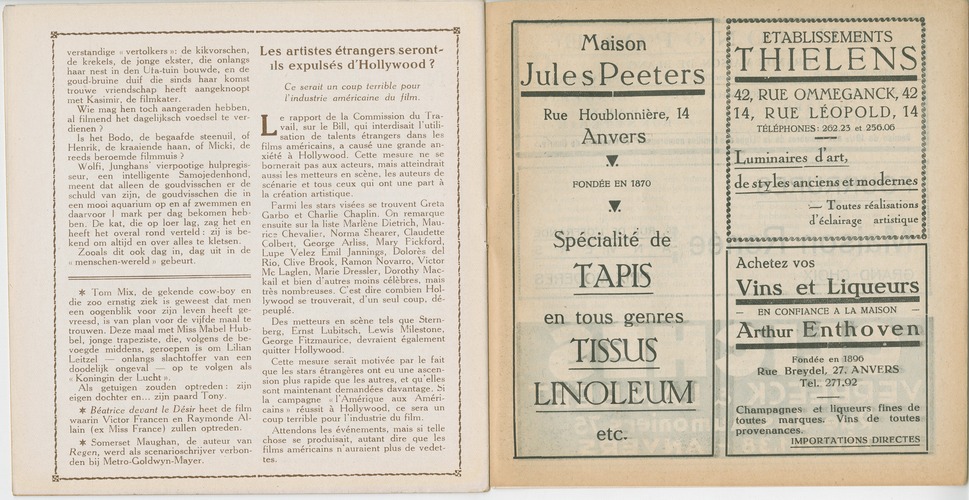 verstandige « vertolkers »: de kikvorschen,
de krekels, de jonge ekster, die onlangs
haar nest in den Ufa-tuin bouwde, en de
goud-bruine duif die sinds haar komst
trouwe vriendschap heeft aangeknoopt
met Kasimir, de filmkater.
Wie mag hen toch aangeraden hebben,
al filmend het dagelijksch voedsel te ver-
dienen ?
Is het Bodo, de begaafde steenuil, of
Henrik, de kraaiende haan, of Micki, de
reeds beroemde filmmuis ?
Wolfi, Junghans' vierpootige hulpregis-
seur, een intelligente Samojedenhond,
meent dat alleen de goudvisschen er de
schuld van zijn, de goudvisschen die in
een mooi aquarium op en af zwemmen en
daarvoor 1 mark per dag bekomen heb-
ben. De kat, die op loer lag, zag het en
heeft het overal rond verteld : zij is be-
kend om altijd en over alles te kletsen.
Zooals dit ook dag in, dag uit in de
« menschen-wereld » gebeurt.
✶ Tom Mix, de gekende cow-boy en
die zoo ernstig ziek is geweest dat men
een oogenblik voor zijn leven heeft ge-
vreesd, is van plan voor de vijfde maal te
trouwen. Deze maal met Miss Mabel Hub-
bel, jonge trapeziste, die, volgens de be-
voegde middens, geroepen is om Lilian
Leitzel — onlangs slachtoffer van een
doodelijk ongeval — op te volgen als
« Koningin der Lucht ».
Als getuigen zouden optreden : zijn
eigen dochter en... zijn paard Tony.
✶ Béatrice devant le Désir heet de film
waarin Victor Francen en Raymonde Al-
lain (ex Miss France) zullen optreden.
✶ Somerset Maughan, de auteur van
Regen, werd als scenarioschrijver verbon-
den bij Metro-Goldwyn-Mayer.
Les artistes étrangers seront-
ils expulsés d'Hollywood ?
Ce serait un coup terrible pour
l'industrie américaine du film.
Le rapport de la Commission du Tra-
vail, sur le Bill, qui interdisait l'utili-
sation de talents étrangers dans les
films américains, a causé une grande an-
xiété à Hollywood. Cette mesure ne se
bornerait pas aux acteurs, mais atteindrait
aussi les metteurs en scène, les auteurs de
scénarie et tous ceux qui ont une part à
la création artistique.
Parmi les stars visées se trouvent Greta
Garbo et Charlie Chaplin. On remarque
ensuite sur la liste Marlène Dietrich, Mau-
rice Chevalier, Norma Shearer, Claudette
Colbert, George Arliss, Mary Fickford,
Lupe Velez Emil Jannings, Dolorès del
Rio, Clive Brook, Ramon Novarro, Victor
Mc Laglen, Marie Dressler, Dorothy Mac-
kail et bien d'autres moins célèbres, mais
très nombreuses. C'est dire combien Hol-
lywood se trouverait, d'un seul coup, dé-
peuplé.
Des metteurs en scène tels que Stern-
berg, Ernst Lubitsch, Lewis Milestone,
George Fitzmaurice, devraient également
quitter Hollywood.
Cette mesure serait motivée par le fait
que les stars étrangères ont eu une ascen-
sion plus rapide que les autres, et qu'elles
sont maintenant demandées davantage. Si
la campagne « l'Amérique aux Améri-
cains » réussit à Hollywood, ce sera un
coup terrible pour l'industrie du film.
Attendons les événements, mais si telle
chose se produisait, autant dire que les
films américains n'auraient plus de vedet-
tes.
Maison
Jules Peeters
Rue Houblonnière, 14
Anvers
FONDÉE EN 1870
Spécialité de
TAPIS
en tous genres
TISSUS
LINOLEUM
etc.
ETABLISSEMENTS
THIELENS
42, RUE OMMEGANCK, 42
14, RUE LÉOPOLD, 14
TÉLÉPHONES: 262.23 et 256.06
Luminaires d'art,
de styles anciens et modernes
— Toutes réalisations
d'éclairage artistique
Achetez vos
Vins et Liqueurs
— EN CONFIANCE A LA MAISON —
Arthur Enthoven
Fondée en 1896
Rue Breydel, 27. ANVERS
Tel. 271.92
Champagnes et liqueurs fines de
toutes marques. Vins de toutes
provenances.
IMPORTATIONS DIRECTES